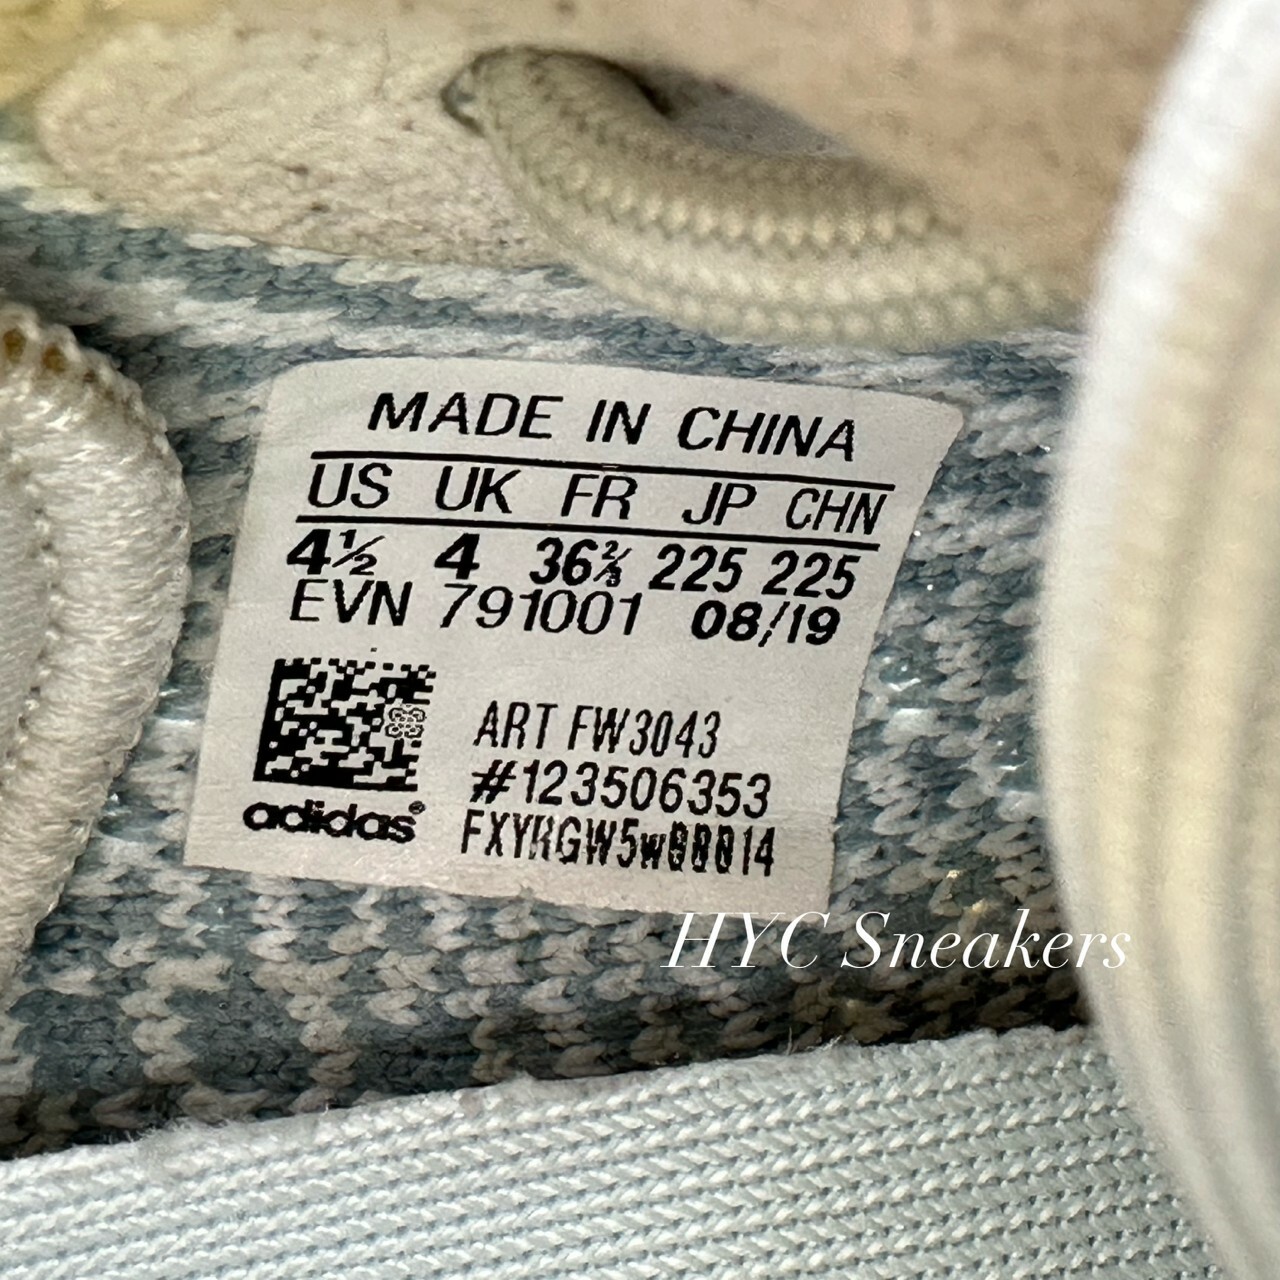 MADE IN CHINA
US UK FR JP CHN
4½ 4 36⅔ 225 225
EVN 791001 08/19
ART FW3043
#123506353
adidas®
HYC Sneakers